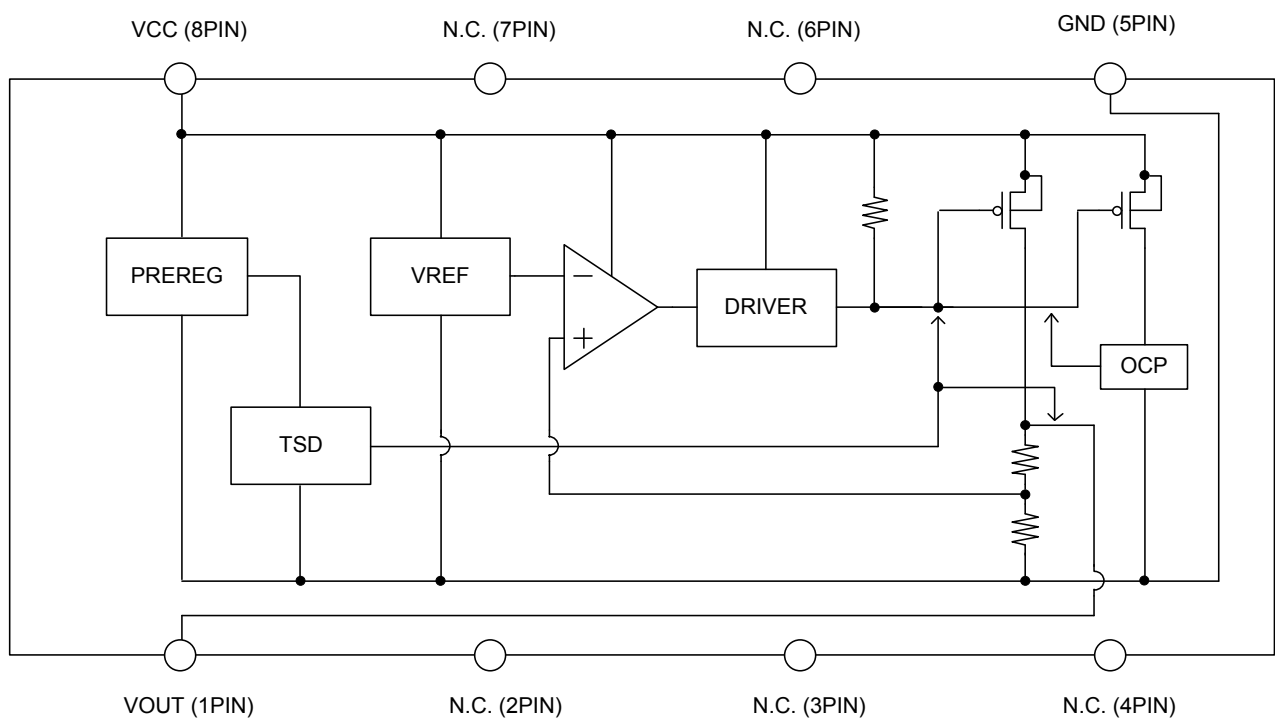 VCC (8PIN)
N.C. (7PIN)
N.C. (6PIN)
GND (5PIN)
PREREG
VREF
−
+
DRIVER
OCP
TSD
VOUT (1PIN)
N.C. (2PIN)
N.C. (3PIN)
N.C. (4PIN)